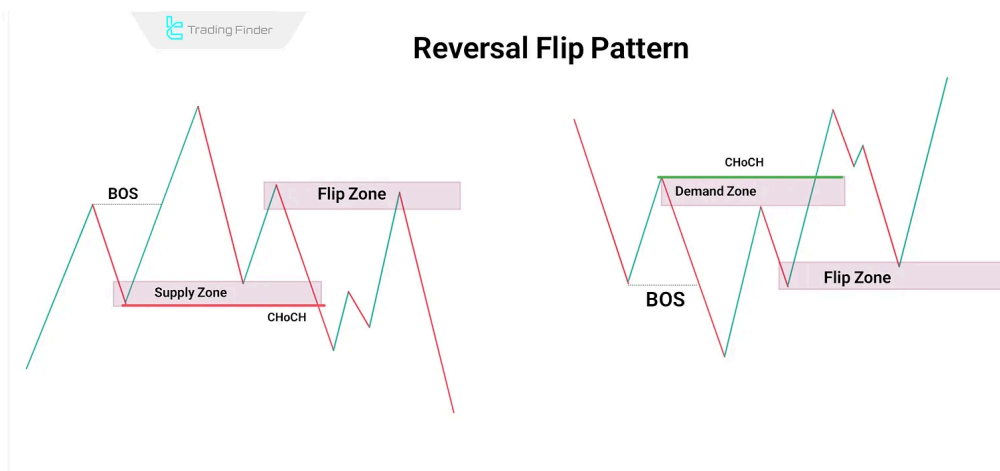 Trading Finder
Reversal Flip Pattern
BOS
Flip Zone
Supply Zone
CHoCH
CHoCH
Demand Zone
BOS
Flip Zone